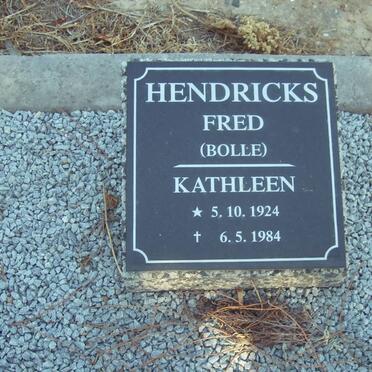 HENDRICKS
FRED
(BOLLE)
KATHLEEN
★ 5. 10. 1924
✝ 6. 5. 1984